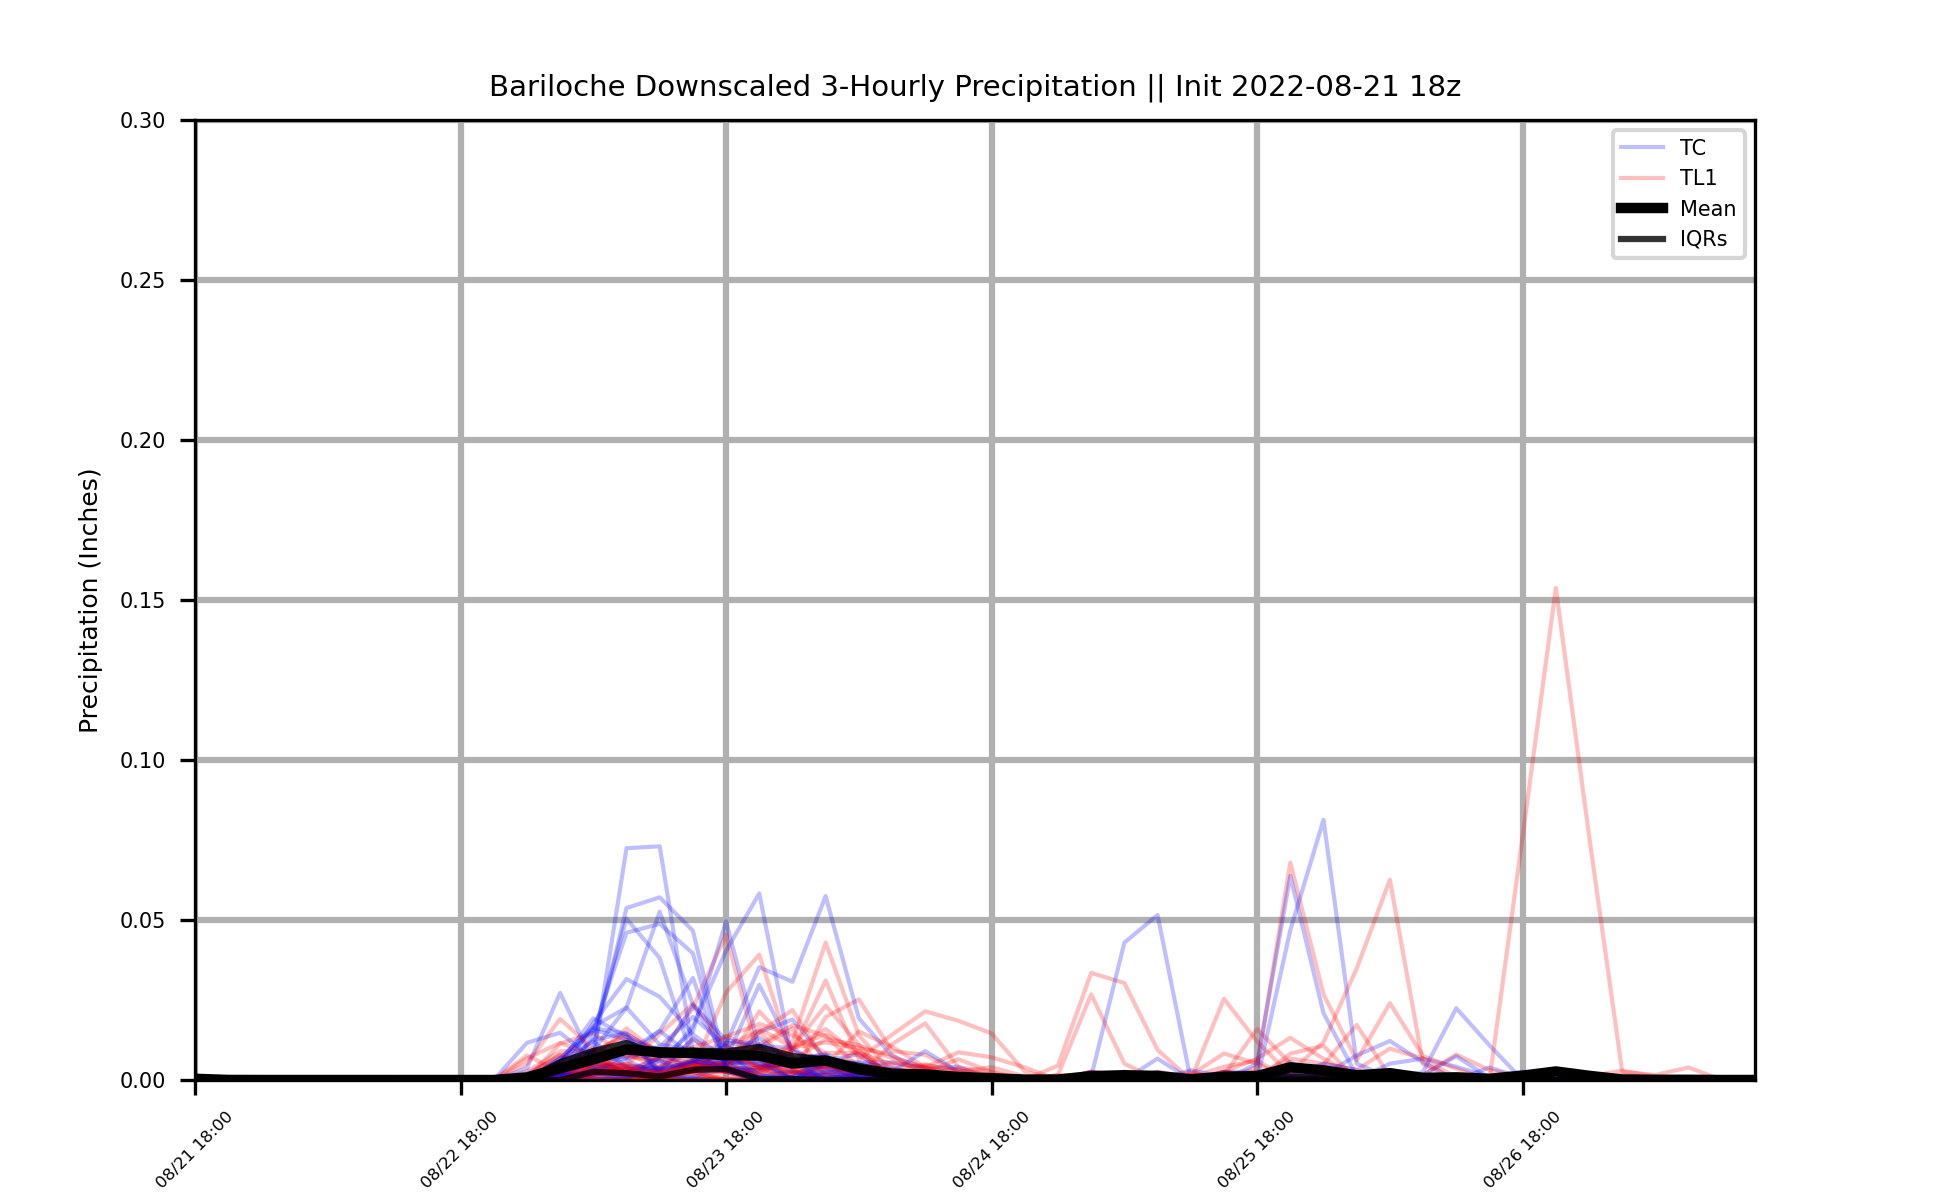 Bariloche Downscaled 3-Hourly Precipitation || Init 2022-08-21 18z
Precipitation (Inches)
0.30
0.25
0.20
0.15
0.10
0.05
0.00
TC
TL1
Mean
IQRs
08/21 18:00
08/22 18:00
08/23 18:00
08/24 18:00
08/25 18:00
08/26 18:00